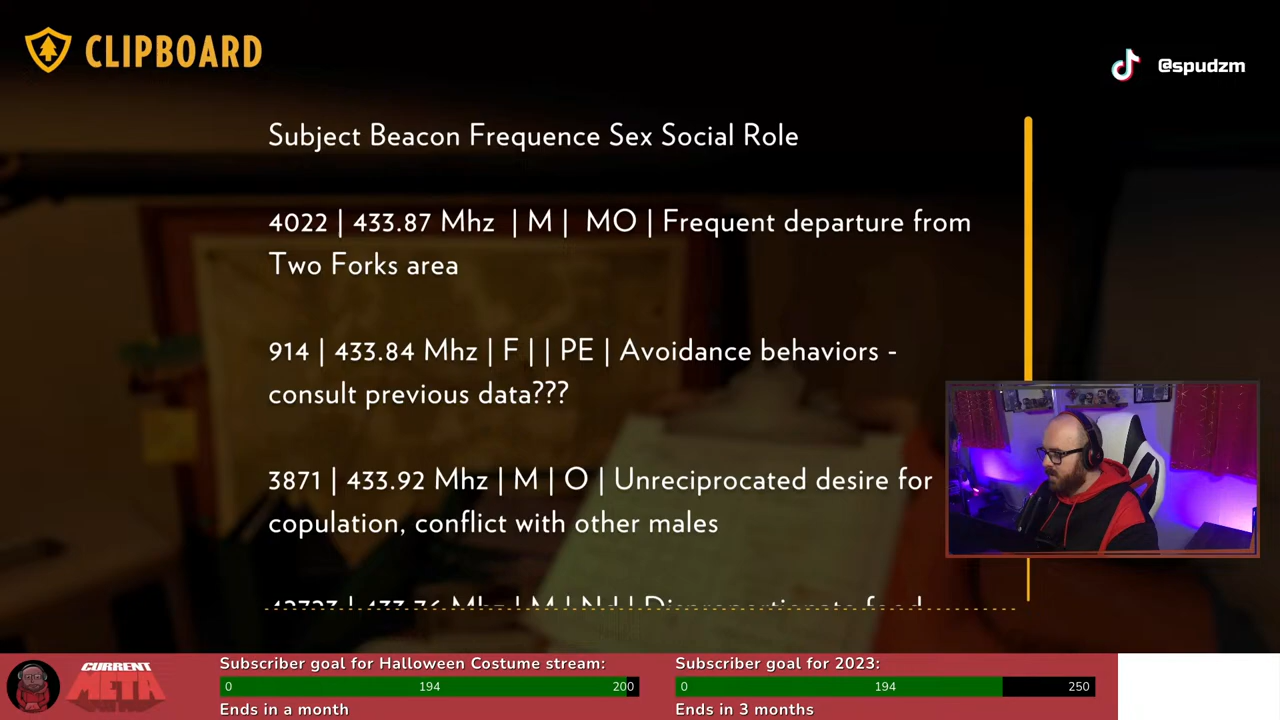 CLIPBOARD
@spudzm
Subject Beacon Frequence Sex Social Role
4022 | 433.87 Mhz | M | MO | Frequent departure from
Two Forks area
914 | 433.84 Mhz | F | | PE | Avoidance behaviors -
consult previous data???
3871 | 433.92 Mhz | M | O | Unreciprocated desire for
copulation, conflict with other males
CURRENT
META
Subscriber goal for Halloween Costume stream:
0 194 200
Ends in a month
Subscriber goal for 2023:
0 194 250
Ends in 3 months